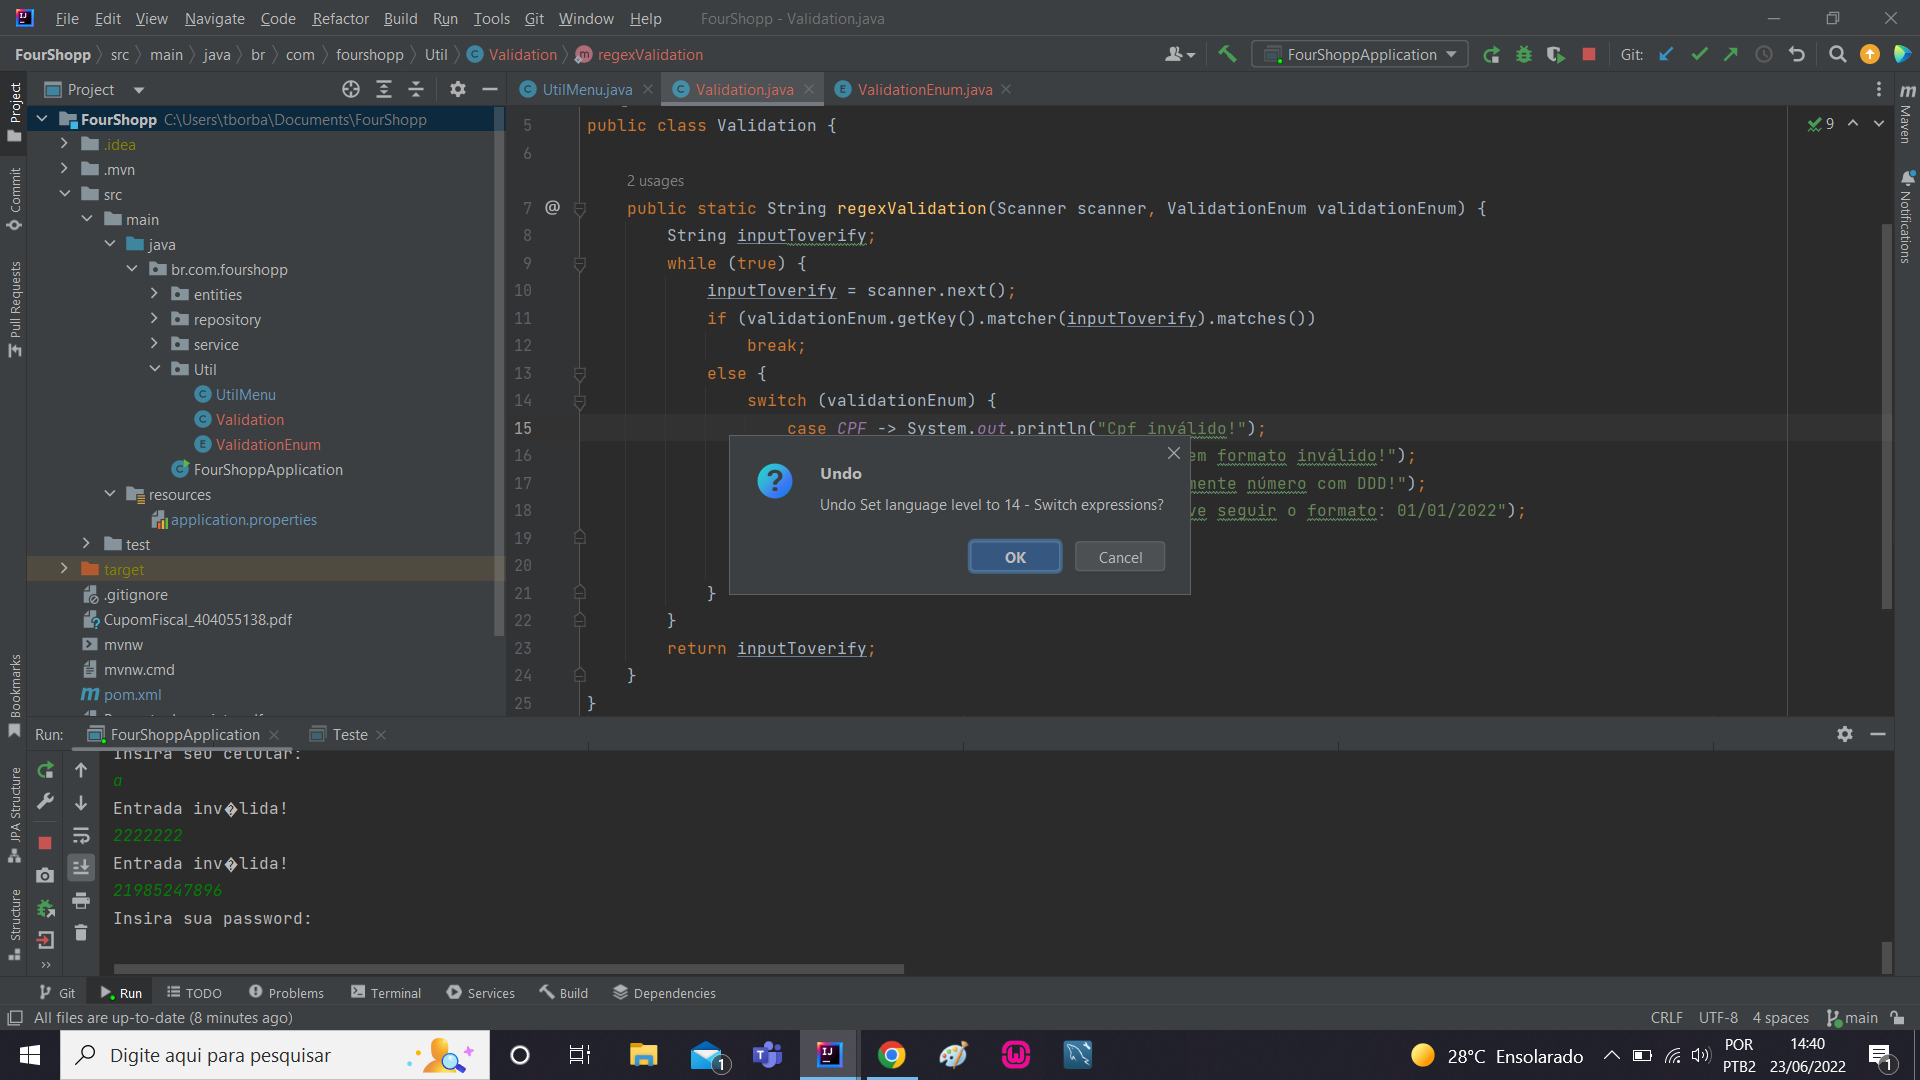 File Edit View Navigate Code Refactor Build Run Tools Git Window Help FourShopp - Validation.java
FourShopp src main java br com fourshopp Util Validation regexValidation
FourShoppApplication Git:
Project
UtilMenu.java Validation.java ValidationEnum.java
FourShopp C:\Users\tborba\Documents\FourShopp
.idea
.mvn
src
main
java
br.com.fourshopp
entities
repository
service
Util
UtilMenu
Validation
ValidationEnum
FourShoppApplication
resources
application.properties
test
target
.gitignore
CupomFiscal_404055138.pdf
mvnw
mvnw.cmd
pom.xml
Project
Commit
Pull Requests
Bookmarks
JPA Structure
Structure
Maven
Notifications
9
5 public class Validation {
6
2 usages
7 @ public static String regexValidation(Scanner scanner, ValidationEnum validationEnum) {
8 String inputToverify;
9 while (true) {
10 inputToverify = scanner.next();
11 if (validationEnum.getKey().matcher(inputToverify).matches())
12 break;
13 else {
14 switch (validationEnum) {
15 case CPF -> System.out.println("Cpf inválido!");
16 em formato inválido!");
17 mente número com DDD!");
18 ve seguir o formato: 01/01/2022");
19
20
21 }
22 }
23 return inputToverify;
24 }
25 }
Undo
Undo Set language level to 14 - Switch expressions?
OK Cancel
Run: FourShoppApplication Teste
Insira seu celular:
a
Entrada inv�lida!
2222222
Entrada inv�lida!
21985247896
Insira sua password:
Git Run TODO Problems Terminal Services Build Dependencies
All files are up-to-date (8 minutes ago) CRLF UTF-8 4 spaces main
Digite aqui para pesquisar
1
28°C Ensolarado
POR
PTB2
14:40
23/06/2022
1